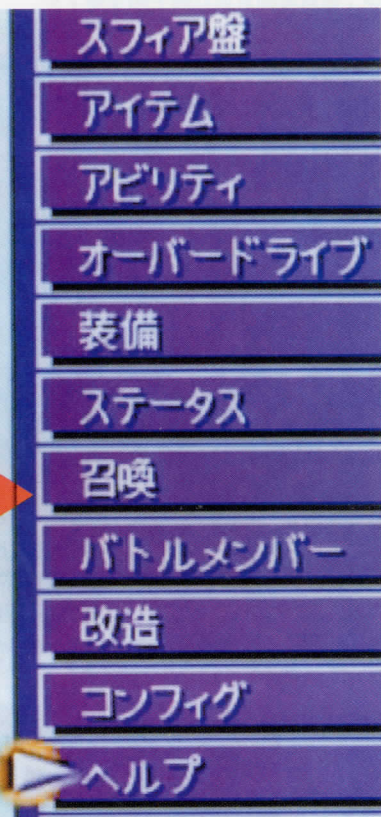 スフィア盤
アイテム
アビリティ
オーバードライブ
装備
ステータス
召喚
バトルメンバー
改造
コンフィグ
ヘルプ